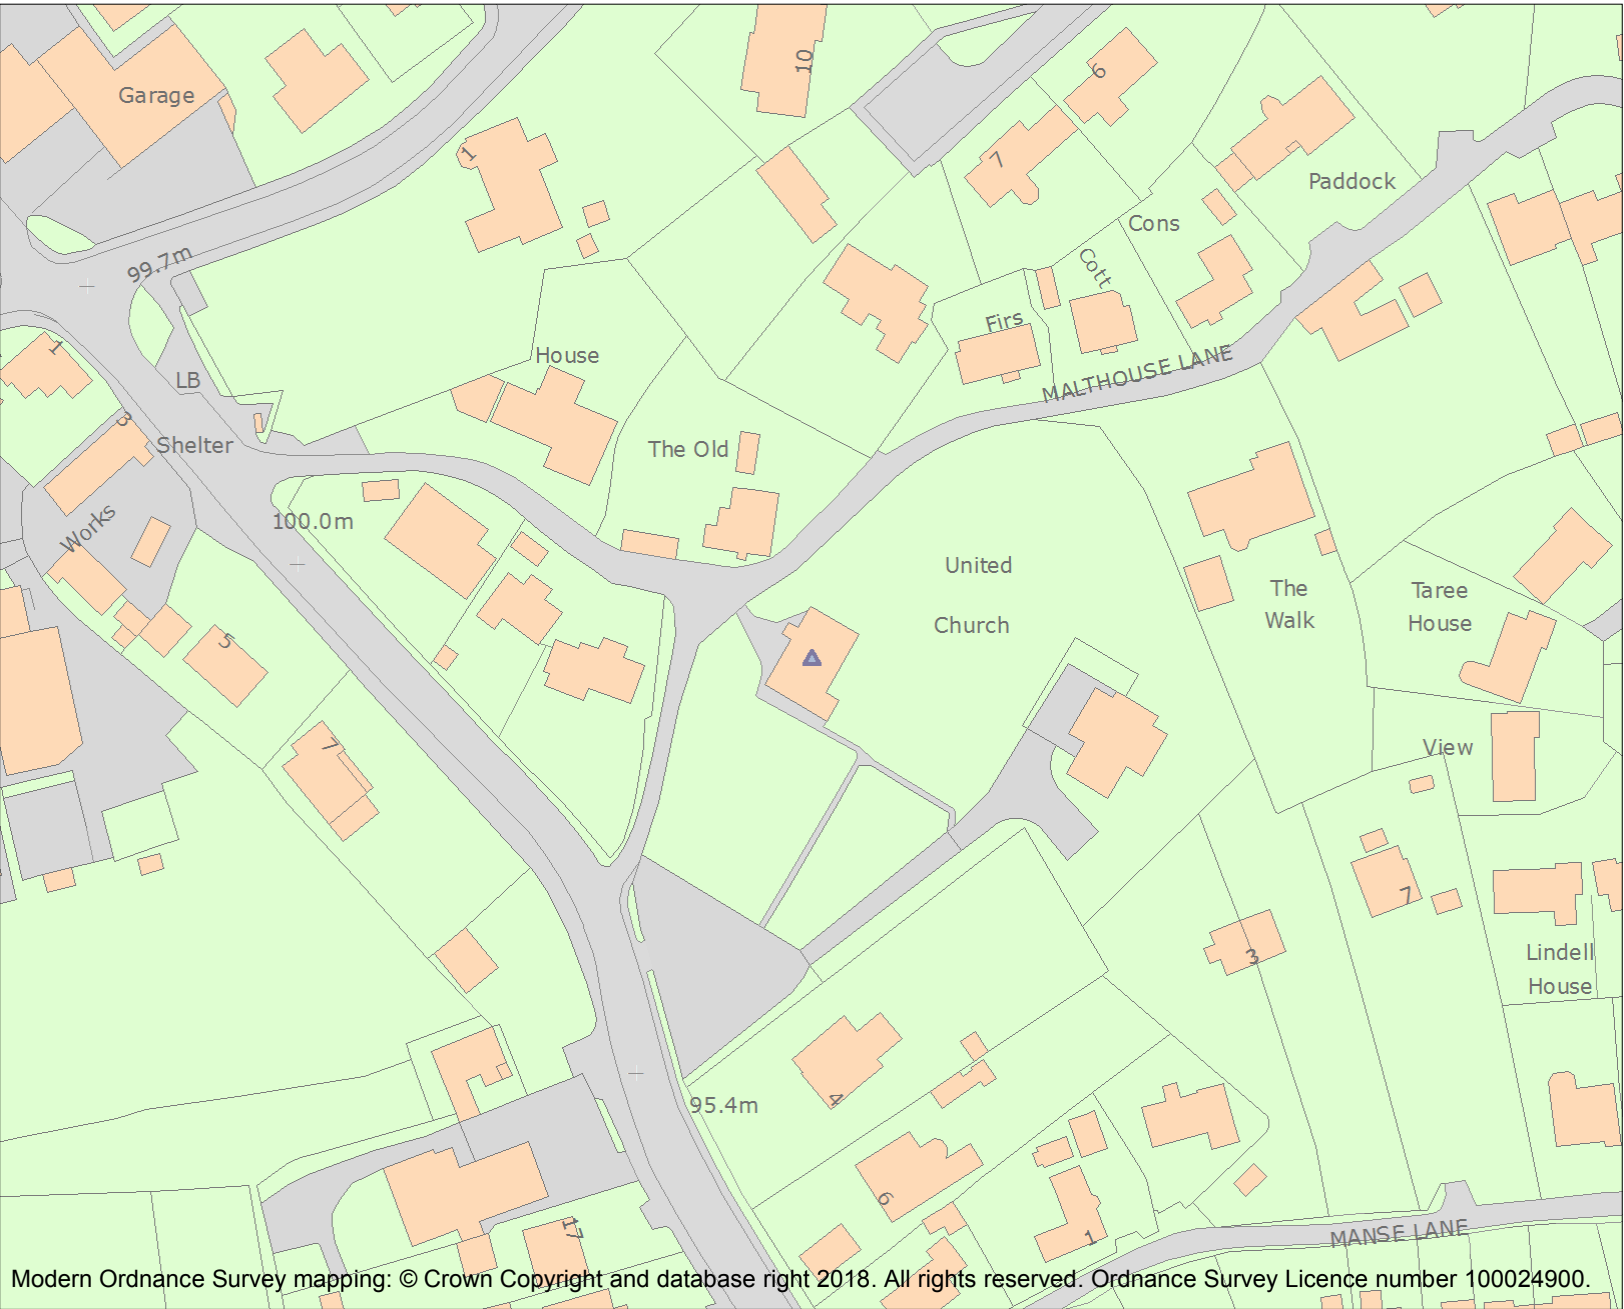 10
6
Garage
1
7
Paddock
Cons
99.7m
Cott
Firs
1
House
MALTHOUSE LANE
LB
3
Shelter
The Old
100.0m
Works
United
Church
The
Walk
Taree
House
5
7
View
7
3
Lindell
House
4
95.4m
6
17
1
MANSE LANE
Modern Ordnance Survey mapping: © Crown Copyright and database right 2018. All rights reserved. Ordnance Survey Licence number 100024900.